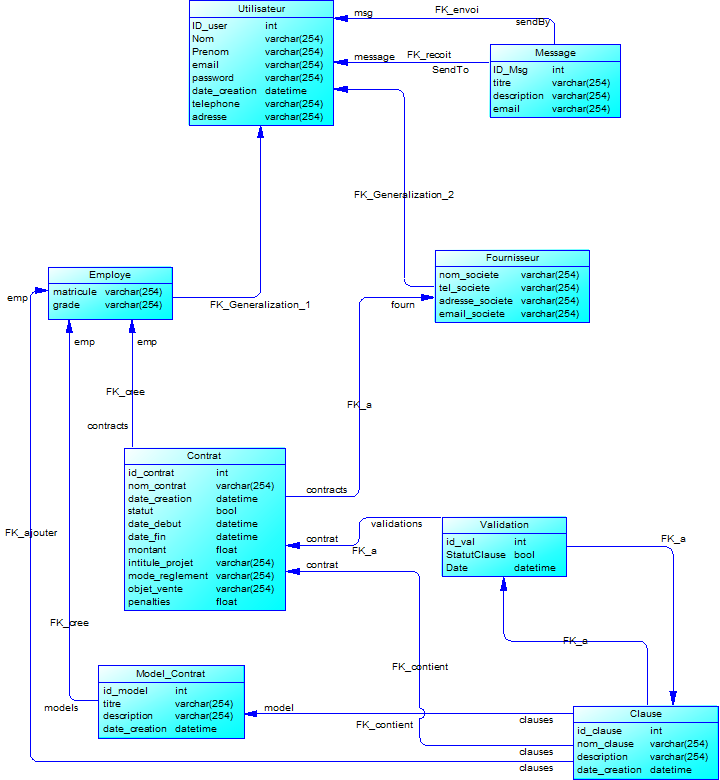 Utilisateur
ID_user int
Nom varchar(254)
Prenom varchar(254)
email varchar(254)
password varchar(254)
date_creation datetime
telephone varchar(254)
adresse varchar(254)
msg
FK_envoi
sendBy
message
FK_recoit
SendTo
Message
ID_Msg int
titre varchar(254)
description varchar(254)
email varchar(254)
FK_Generalization_2
Employe
matricule varchar(254)
grade varchar(254)
emp
FK_Generalization_1
Fournisseur
nom_societe varchar(254)
tel_societe varchar(254)
adresse_societe varchar(254)
email_societe varchar(254)
fourn
emp
emp
FK_cree
FK_a
contracts
Contrat
id_contrat int
nom_contrat varchar(254)
date_creation datetime
statut bool
date_debut datetime
date_fin datetime
montant float
intitule_projet varchar(254)
mode_reglement varchar(254)
objet_vente varchar(254)
penalties float
contracts
validations
contrat
FK_a
contrat
Validation
id_val int
StatutClause bool
Date datetime
FK_a
FK_ajouter
FK_cree
FK_a
FK_contient
Model_Contrat
id_model int
titre varchar(254)
description varchar(254)
date_creation datetime
models
model
FK_contient
clauses
clauses
clauses
Clause
id_clause int
nom_clause varchar(254)
description varchar(254)
date_creation datetime